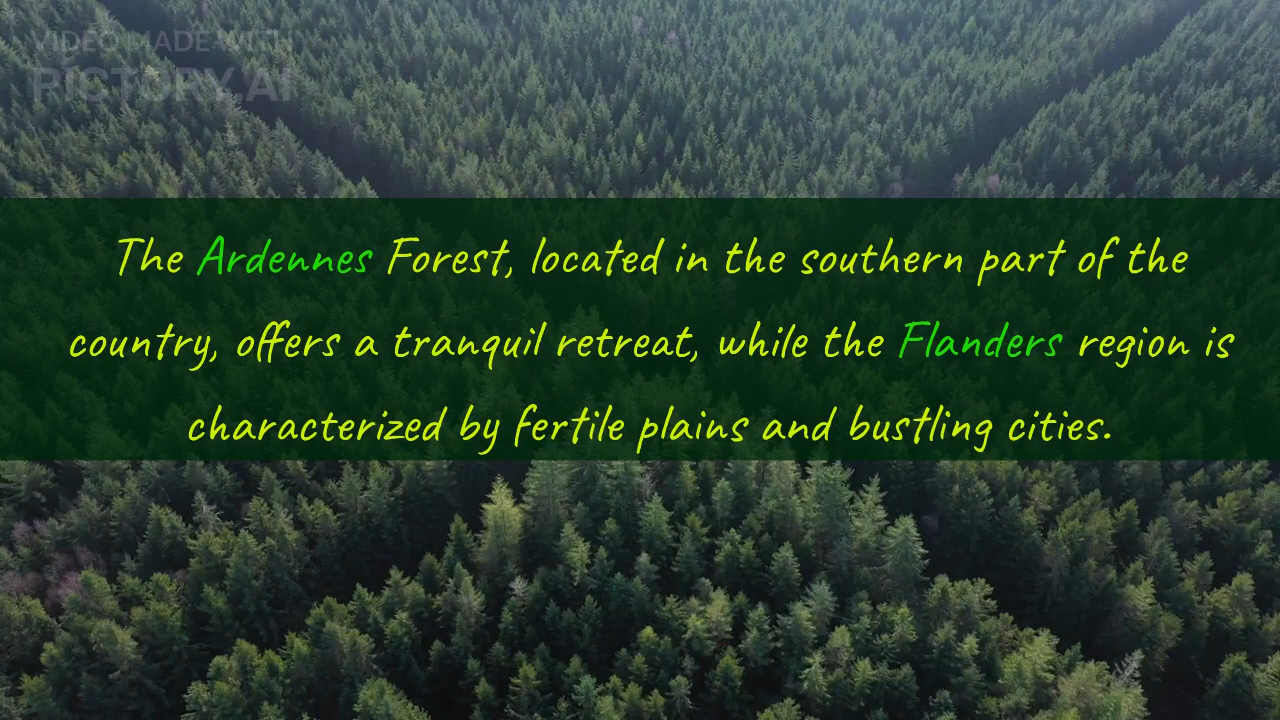 VIDEO MADE WITH
PICTORY.AI
The Ardennes Forest, located in the southern part of the
country, offers a tranquil retreat, while the Flanders region is
characterized by fertile plains and bustling cities.